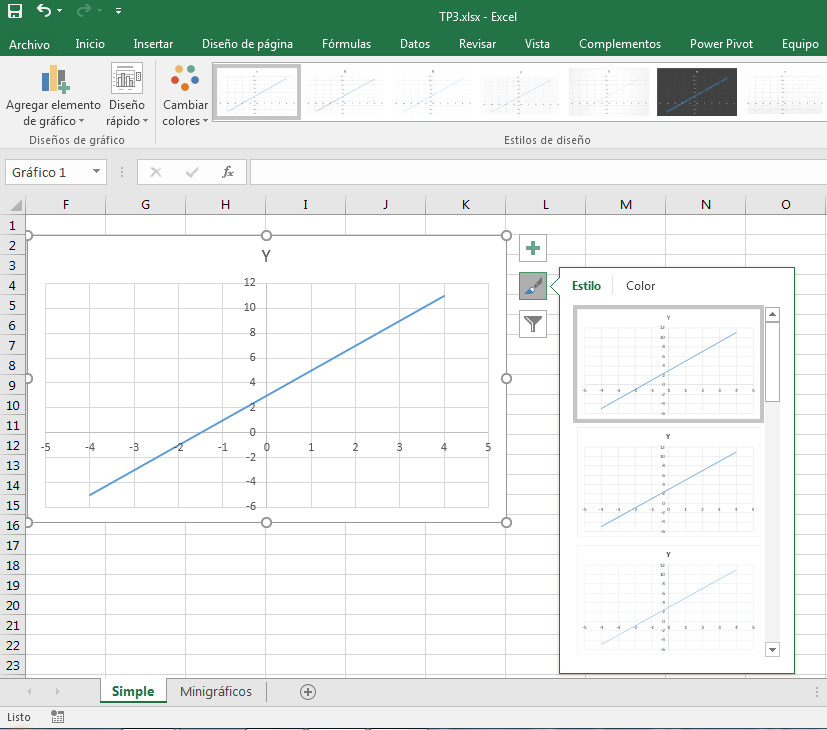 TP3.xlsx - Excel
Archivo Inicio Insertar Diseño de página Fórmulas Datos Revisar Vista Complementos Power Pivot Equipo
Agregar elemento de gráfico
Diseño rápido
Cambiar colores
Diseños de gráfico
Estilos de diseño
Gráfico 1
fx
F G H I J K L M N O
1
2
3
4
5
6
7
8
9
10
11
12
13
14
15
16
17
18
19
20
21
22
23
Y
12
10
8
6
4
2
0
-5 -4 -3 -2 -1 0 1 2 3 4 5
-2
-4
-6
Estilo Color
Y
Y
Y
Simple Minigráficos
Listo